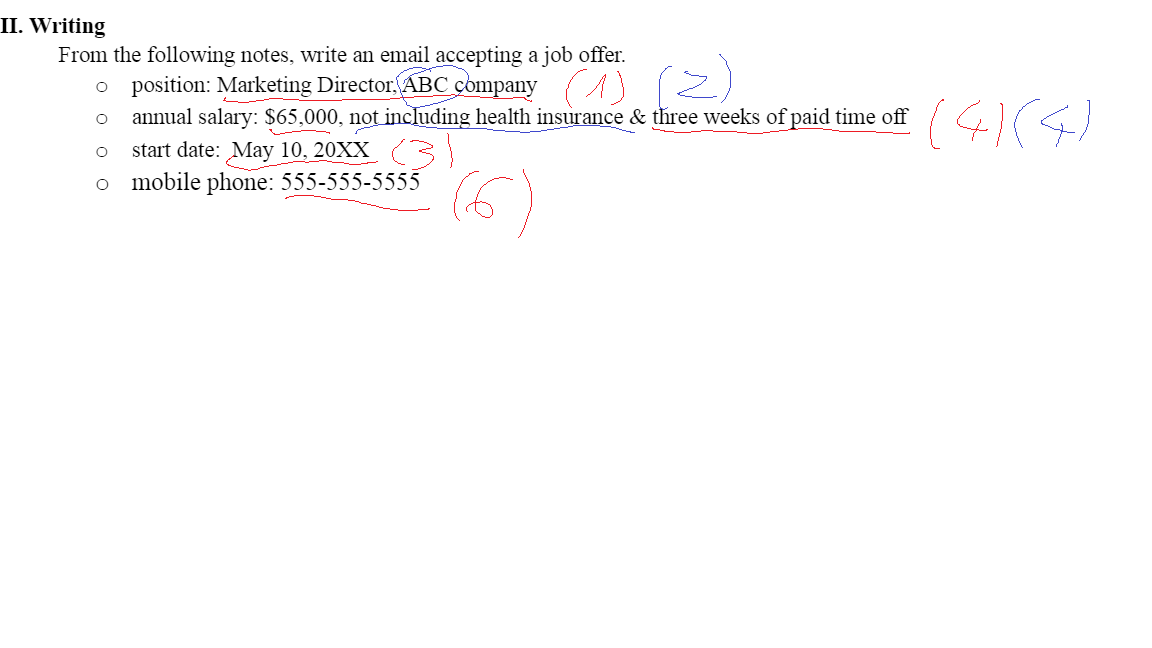 II. Writing
From the following notes, write an email accepting a job offer.
o position: Marketing Director, ABC company (1) (2)
o annual salary: $65,000, not including health insurance & three weeks of paid time off (4) (4)
o start date: May 10, 20XX (3)
o mobile phone: 555-555-5555 (6)